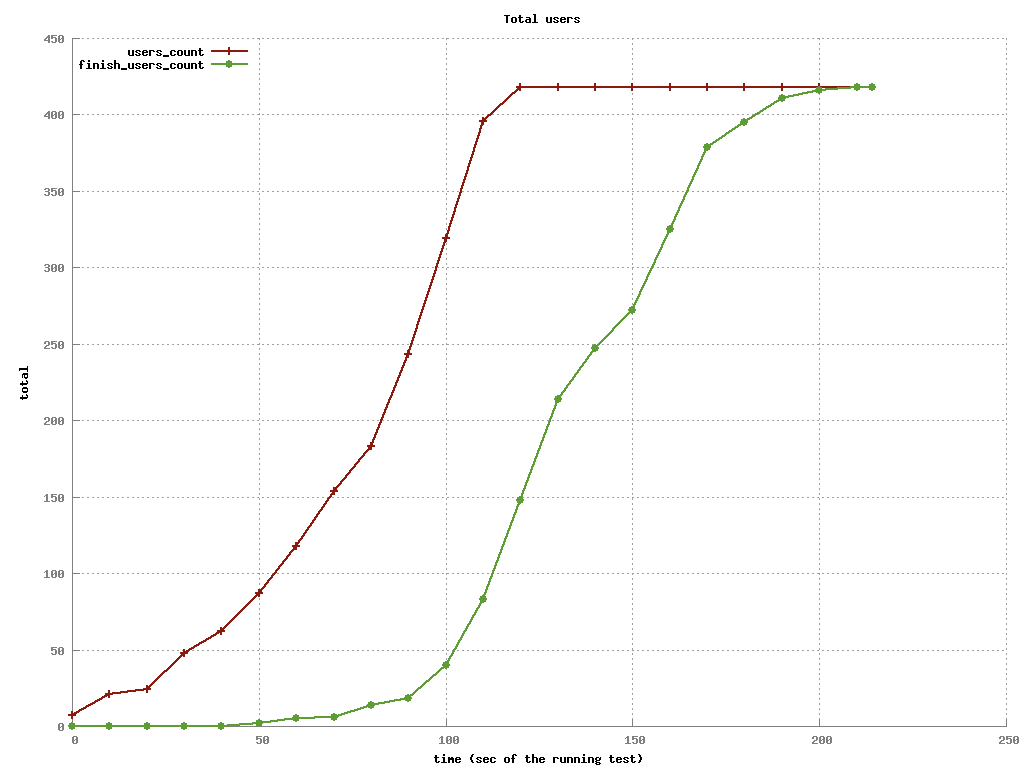 Total users
users_count
finish_users_count
450
400
350
300
250
200
150
100
50
0
total
0 50 100 150 200 250
time (sec of the running test)